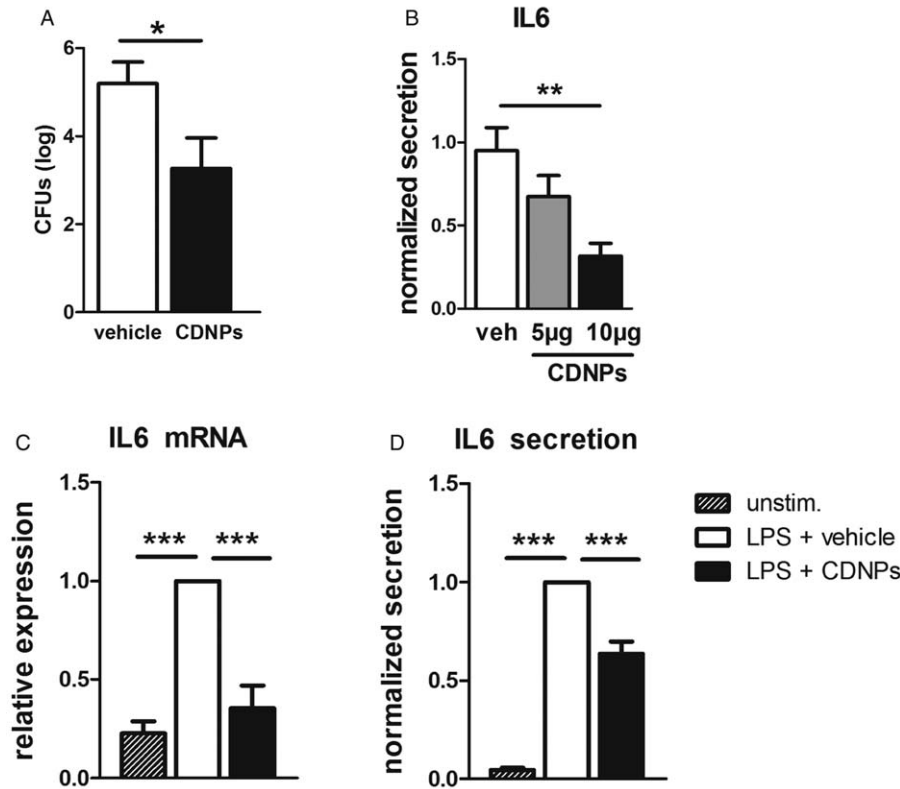 A
*
CFUs (log)
6
4
2
0
vehicle CDNPs
B
IL6
**
normalized secretion
1.5
1.0
0.5
0.0
veh 5µg 10µg
CDNPs
C
IL6 mRNA
*** ***
relative expression
1.5
1.0
0.5
0.0
D
IL6 secretion
*** ***
normalized secretion
1.5
1.0
0.5
0.0
unstim.
LPS + vehicle
LPS + CDNPs